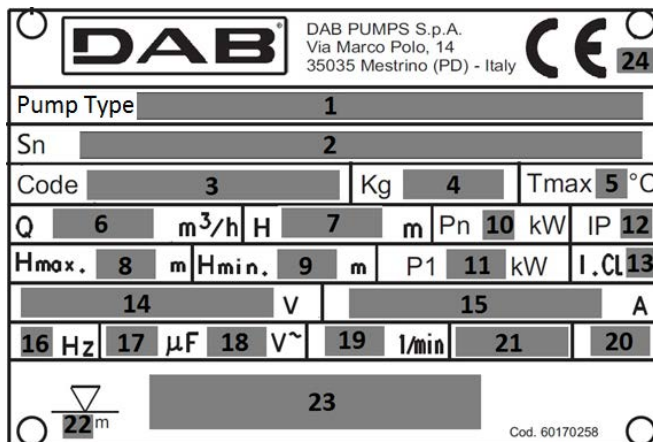 DAB
DAB PUMPS S.p.A.
Via Marco Polo, 14
35035 Mestrino (PD) - Italy
CE 24
Pump Type 1
Sn 2
Code 3 Kg 4 Tmax 5 °C
Q 6 m³/h H 7 m Pn 10 kW IP 12
Hmax. 8 m Hmin. 9 m P1 11 kW I.CL 13
14 V 15 A
16 Hz 17 µF 18 V~ 19 1/min 21 20
22 m 23
Cod. 60170258